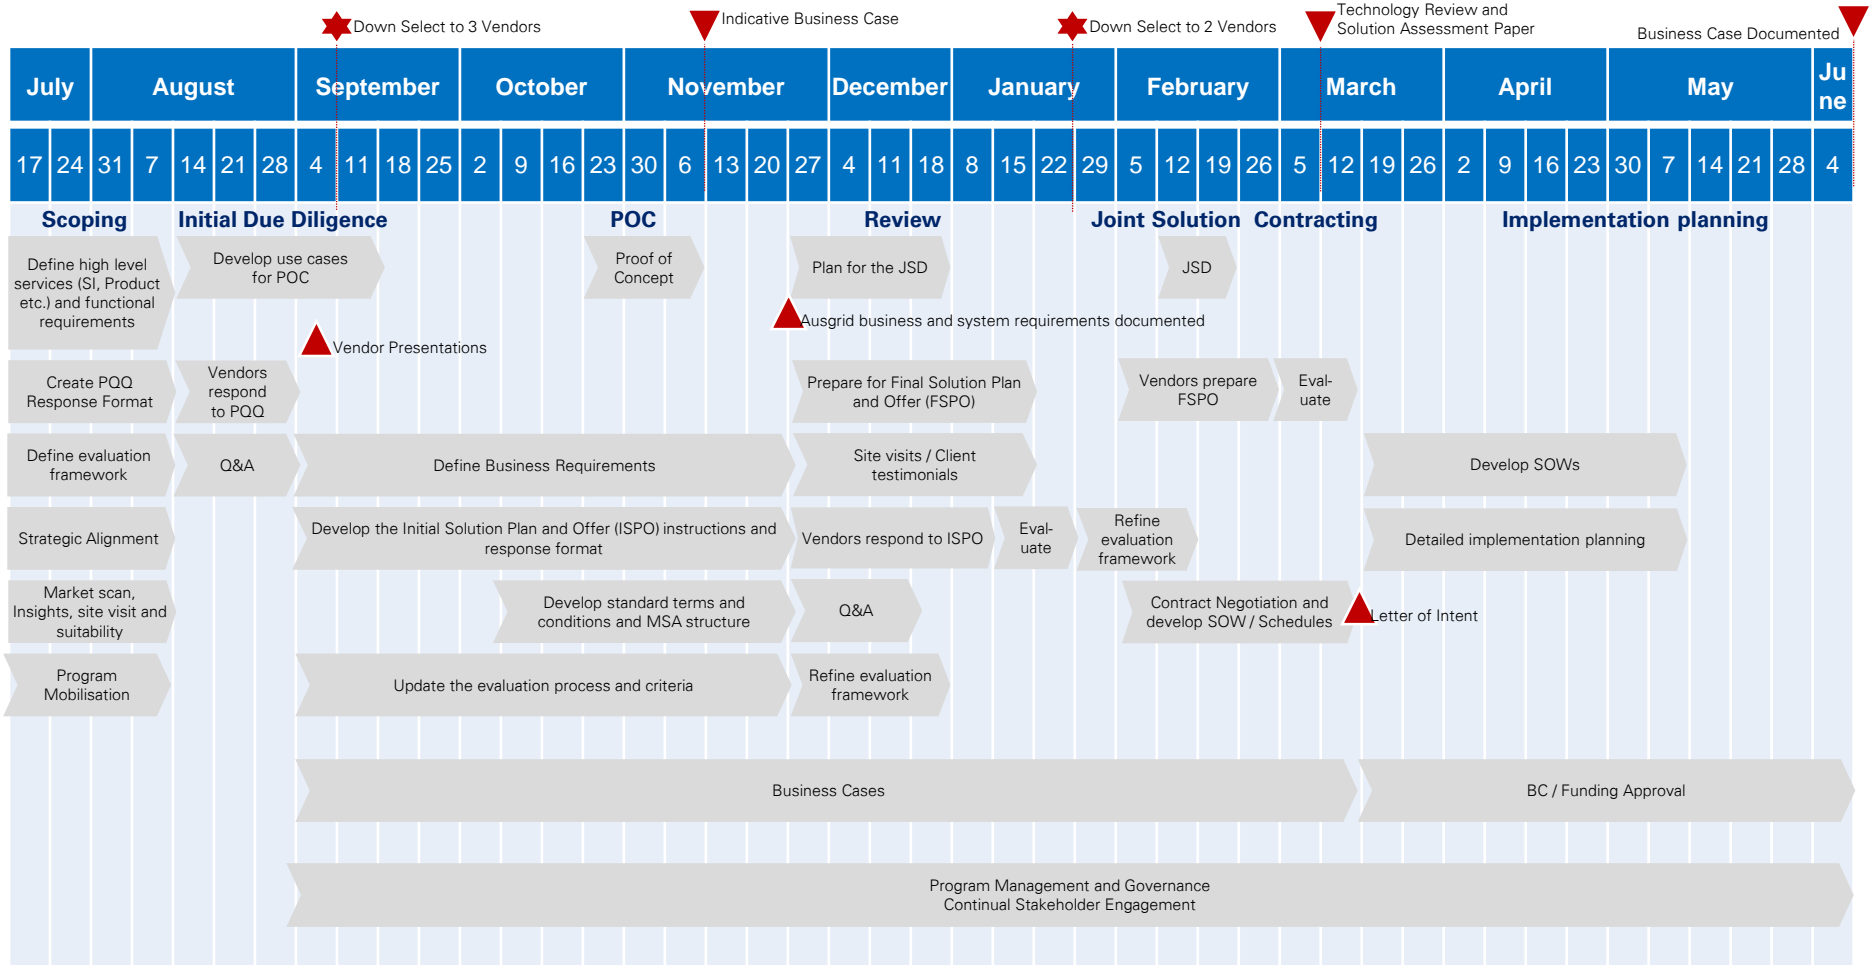 Down Select to 3 Vendors
Indicative Business Case
Down Select to 2 Vendors
Technology Review and
Solution Assessment Paper
Business Case Documented
July
August
September
October
November
December
January
February
March
April
May
Ju
ne
17 24 31 7 14 21 28 4 11 18 25 2 9 16 23 30 6 13 20 27 4 11 18 8 15 22 29 5 12 19 26 5 12 19 26 2 9 16 23 30 7 14 21 28 4
Scoping
Initial Due Diligence
POC
Review
Joint Solution
Contracting
Implementation planning
Define high level
services (SI, Product
etc.) and functional
requirements
Develop use cases
for POC
Proof of
Concept
Plan for the JSD
JSD
Ausgrid business and system requirements documented
Vendor Presentations
Create PQQ
Response Format
Vendors
respond
to PQQ
Prepare for Final Solution Plan
and Offer (FSPO)
Vendors prepare
FSPO
Eval-
uate
Define evaluation
framework
Q&A
Define Business Requirements
Site visits / Client
testimonials
Develop SOWs
Strategic Alignment
Develop the Initial Solution Plan and Offer (ISPO) instructions and
response format
Vendors respond to ISPO
Eval-
uate
Refine
evaluation
framework
Detailed implementation planning
Market scan,
Insights, site visit and
suitability
Develop standard terms and
conditions and MSA structure
Q&A
Contract Negotiation and
develop SOW / Schedules
Letter of Intent
Program
Mobilisation
Update the evaluation process and criteria
Refine evaluation
framework
Business Cases
BC / Funding Approval
Program Management and Governance
Continual Stakeholder Engagement